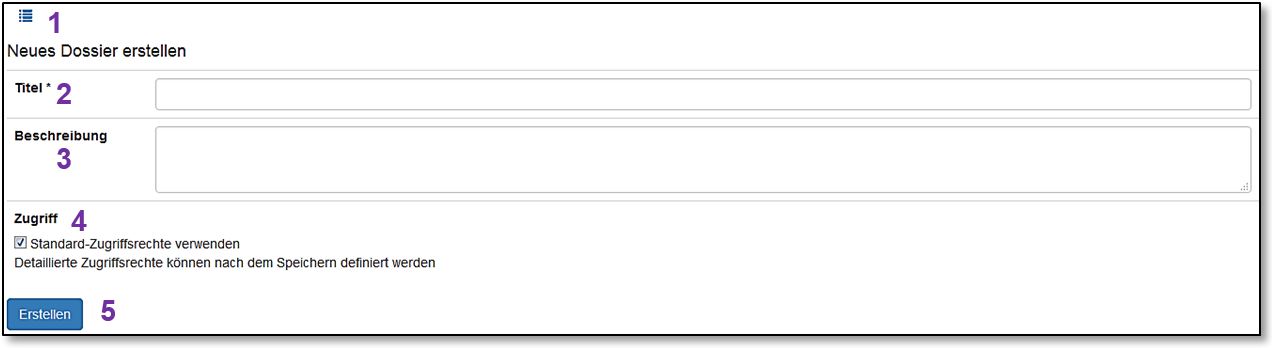 1
Neues Dossier erstellen
Titel * 2
Beschreibung
3
Zugriff 4
Standard-Zugriffsrechte verwenden
Detaillierte Zugriffsrechte können nach dem Speichern definiert werden
Erstellen 5